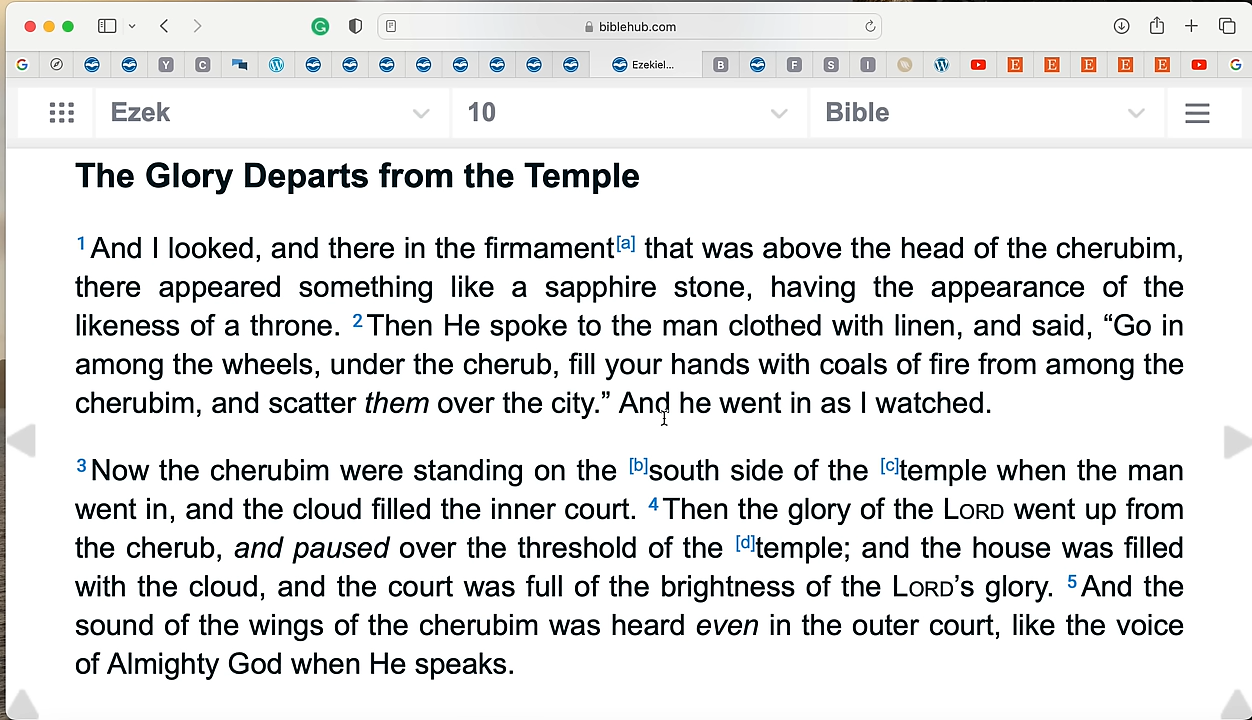 biblehub.com
Y
C
Ezekiel...
B
F
S
I
E
E
E
E
E
Ezek
10
Bible
The Glory Departs from the Temple
1 And I looked, and there in the firmament[a] that was above the head of the cherubim,
there appeared something like a sapphire stone, having the appearance of the
likeness of a throne. 2 Then He spoke to the man clothed with linen, and said, “Go in
among the wheels, under the cherub, fill your hands with coals of fire from among the
cherubim, and scatter them over the city.” And he went in as I watched.
3 Now the cherubim were standing on the [b]south side of the [c]temple when the man
went in, and the cloud filled the inner court. 4 Then the glory of the LORD went up from
the cherub, and paused over the threshold of the [d]temple; and the house was filled
with the cloud, and the court was full of the brightness of the LORD’s glory. 5 And the
sound of the wings of the cherubim was heard even in the outer court, like the voice
of Almighty God when He speaks.